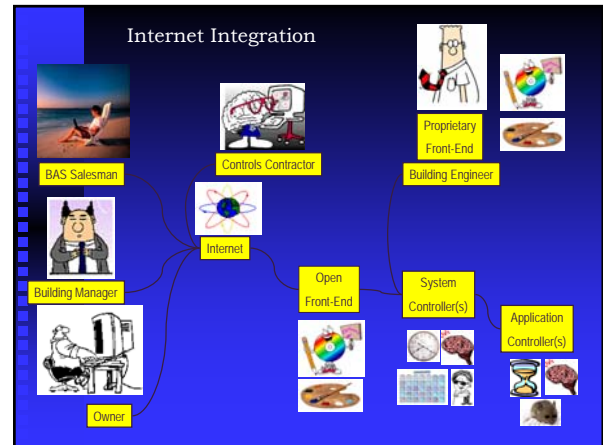 Internet Integration
Proprietary
Front-End
Building Engineer
BAS Salesman
Controls Contractor
Building Manager
Internet
Owner
Open
Front-End
System
Controller(s)
Application
Controller(s)